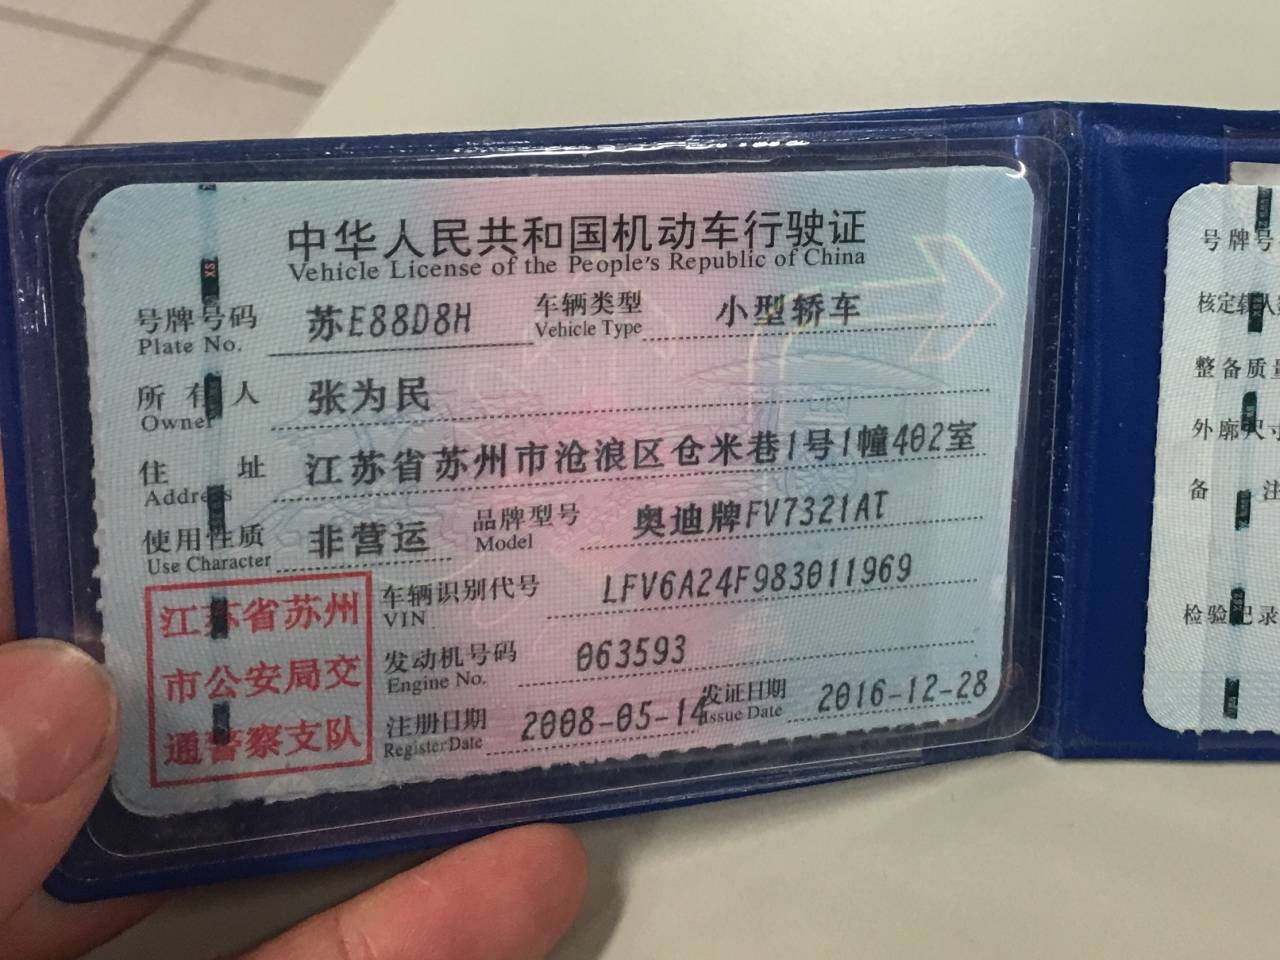 中华人民共和国机动车行驶证
Vehicle License of the People's Republic of China
号牌号码 苏E88D8H 车辆类型 小型轿车
Plate No. Vehicle Type
所有人 张为民
Owner
住址 江苏省苏州市沧浪区仓米巷1号1幢402室
Address
使用性质 非营运 品牌型号 奥迪牌FV7321AT
Use Character Model
江苏省苏州
市公安局交
通警察支队
车辆识别代号 LFV6A24F983011969
VIN
发动机号码 063593
Engine No.
注册日期 2008-05-14 发证日期 2016-12-28
Register Date Issue Date
号牌号
核定载人
整备质量
外廓尺寸
备注
检验记录